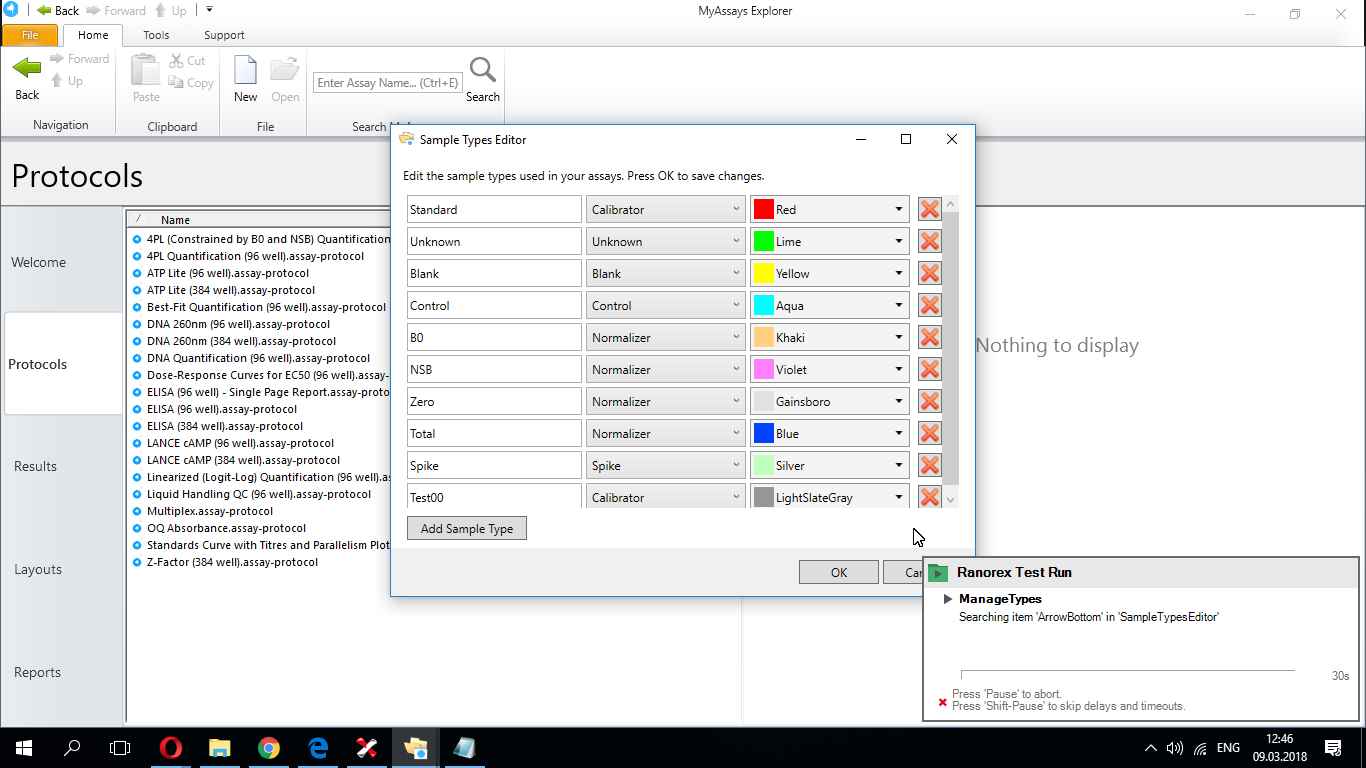 Back Forward Up
MyAssays Explorer
File Home Tools Support
Back Forward Up
Navigation
Paste Cut Copy
Clipboard
New Open
File
Enter Assay Name... (Ctrl+E) Search
Protocols
Welcome
Protocols
Results
Layouts
Reports
Name
4PL (Constrained by B0 and NSB) Quantification
4PL Quantification (96 well).assay-protocol
ATP Lite (96 well).assay-protocol
ATP Lite (384 well).assay-protocol
Best-Fit Quantification (96 well).assay-protocol
DNA 260nm (96 well).assay-protocol
DNA 260nm (384 well).assay-protocol
DNA Quantification (96 well).assay-protocol
Dose-Response Curves for EC50 (96 well).assay-
ELISA (96 well) - Single Page Report.assay-proto
ELISA (96 well).assay-protocol
ELISA (384 well).assay-protocol
LANCE cAMP (96 well).assay-protocol
LANCE cAMP (384 well).assay-protocol
Linearized (Logit-Log) Quantification (96 well).as
Liquid Handling QC (96 well).assay-protocol
Multiplex.assay-protocol
OQ Absorbance.assay-protocol
Standards Curve with Titres and Parallelism Plot
Z-Factor (384 well).assay-protocol
Nothing to display
Sample Types Editor
Edit the sample types used in your assays. Press OK to save changes.
Standard Calibrator Red
Unknown Unknown Lime
Blank Blank Yellow
Control Control Aqua
B0 Normalizer Khaki
NSB Normalizer Violet
Zero Normalizer Gainsboro
Total Normalizer Blue
Spike Spike Silver
Test00 Calibrator LightSlateGray
Add Sample Type
OK
Ranorex Test Run
ManageTypes
Searching item 'ArrowBottom' in 'SampleTypesEditor'
30s
Press 'Pause' to abort.
Press 'Shift-Pause' to skip delays and timeouts.
ENG
12:46
09.03.2018